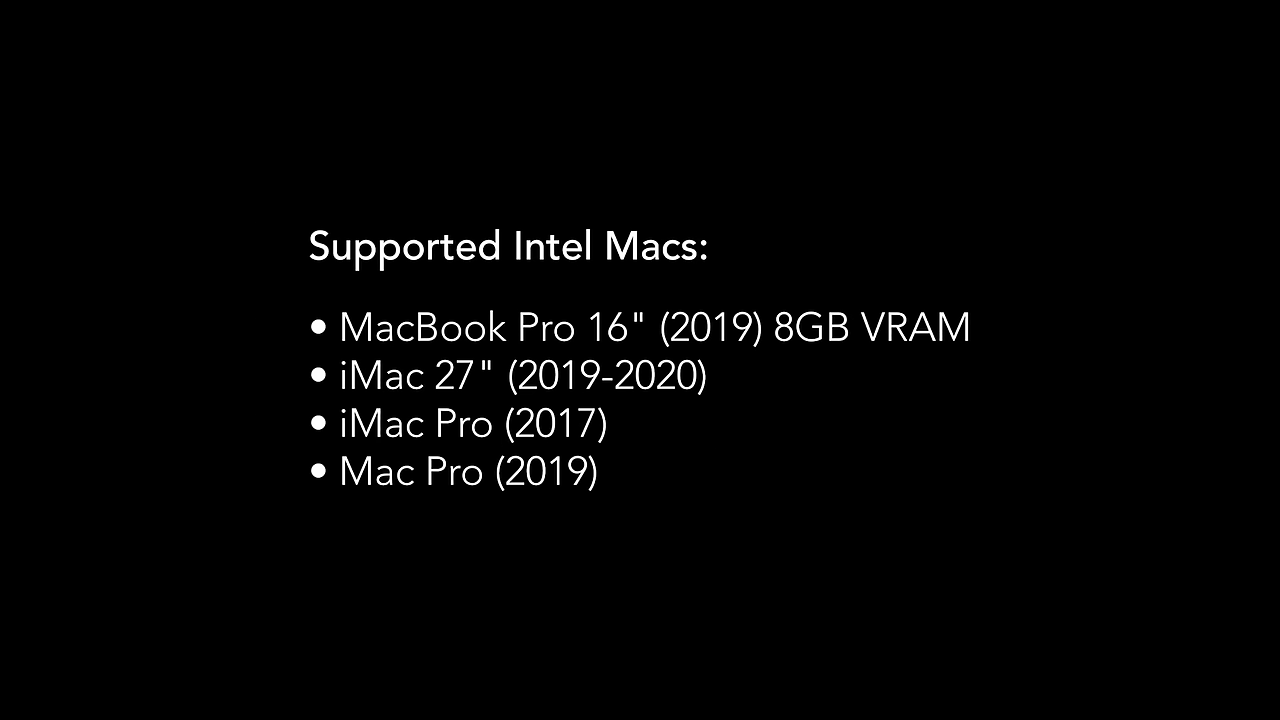 Supported Intel Macs:
• MacBook Pro 16" (2019) 8GB VRAM
• iMac 27" (2019-2020)
• iMac Pro (2017)
• Mac Pro (2019)